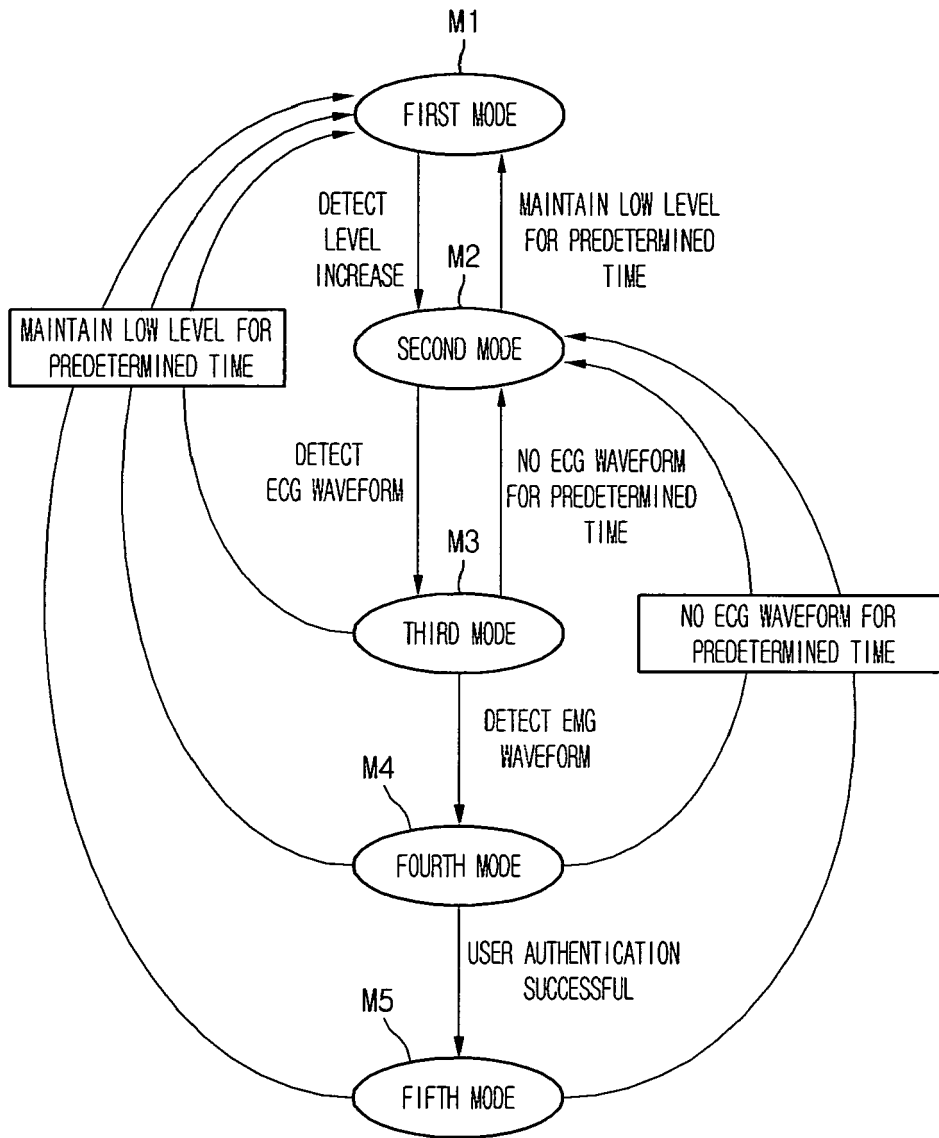 M1
FIRST MODE
DETECT
LEVEL
INCREASE
MAINTAIN LOW LEVEL
FOR PREDETERMINED
TIME
M2
MAINTAIN LOW LEVEL FOR
PREDETERMINED TIME
SECOND MODE
DETECT
ECG WAVEFORM
NO ECG WAVEFORM
FOR PREDETERMINED
TIME
M3
THIRD MODE
NO ECG WAVEFORM FOR
PREDETERMINED TIME
DETECT EMG
WAVEFORM
M4
FOURTH MODE
USER AUTHENTICATION
SUCCESSFUL
M5
FIFTH MODE